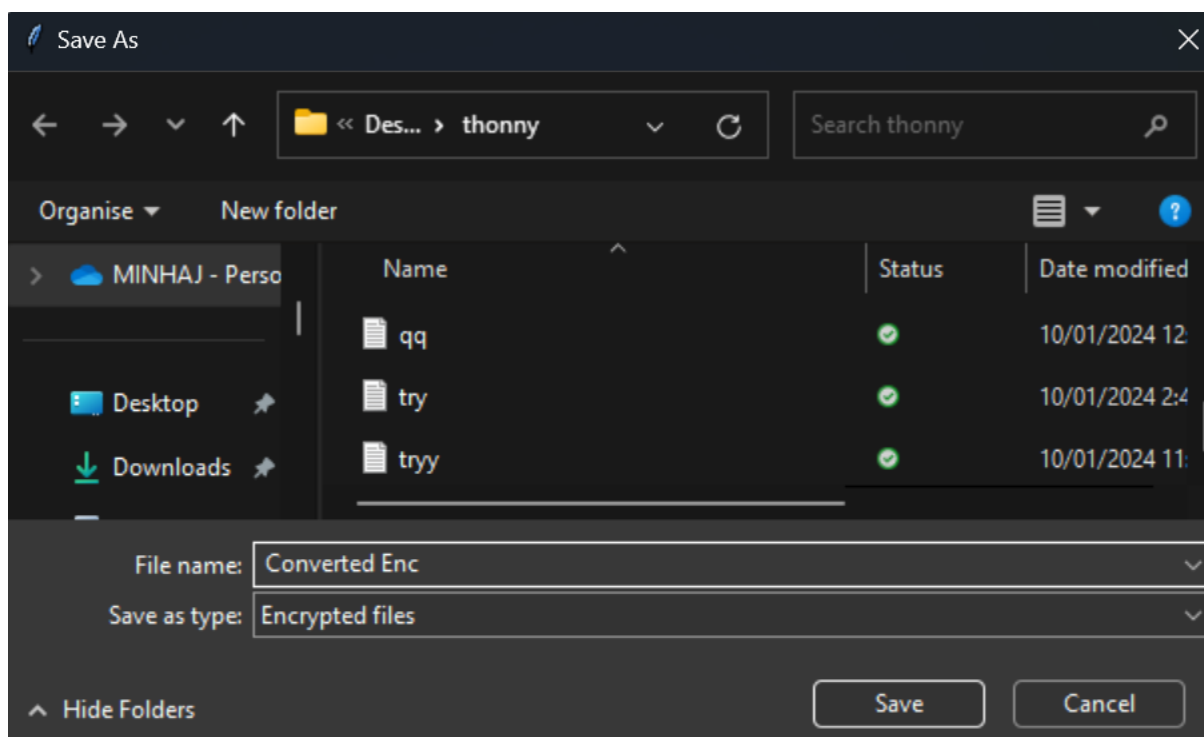 Save As
« Des... › thonny
Search thonny
Organise
New folder
?
MINHAJ - Perso
Name
Status
Date modified
qq
10/01/2024 12:
Desktop
try
10/01/2024 2:4
Downloads
tryy
10/01/2024 11:
File name: Converted Enc
Save as type: Encrypted files
Hide Folders
Save
Cancel